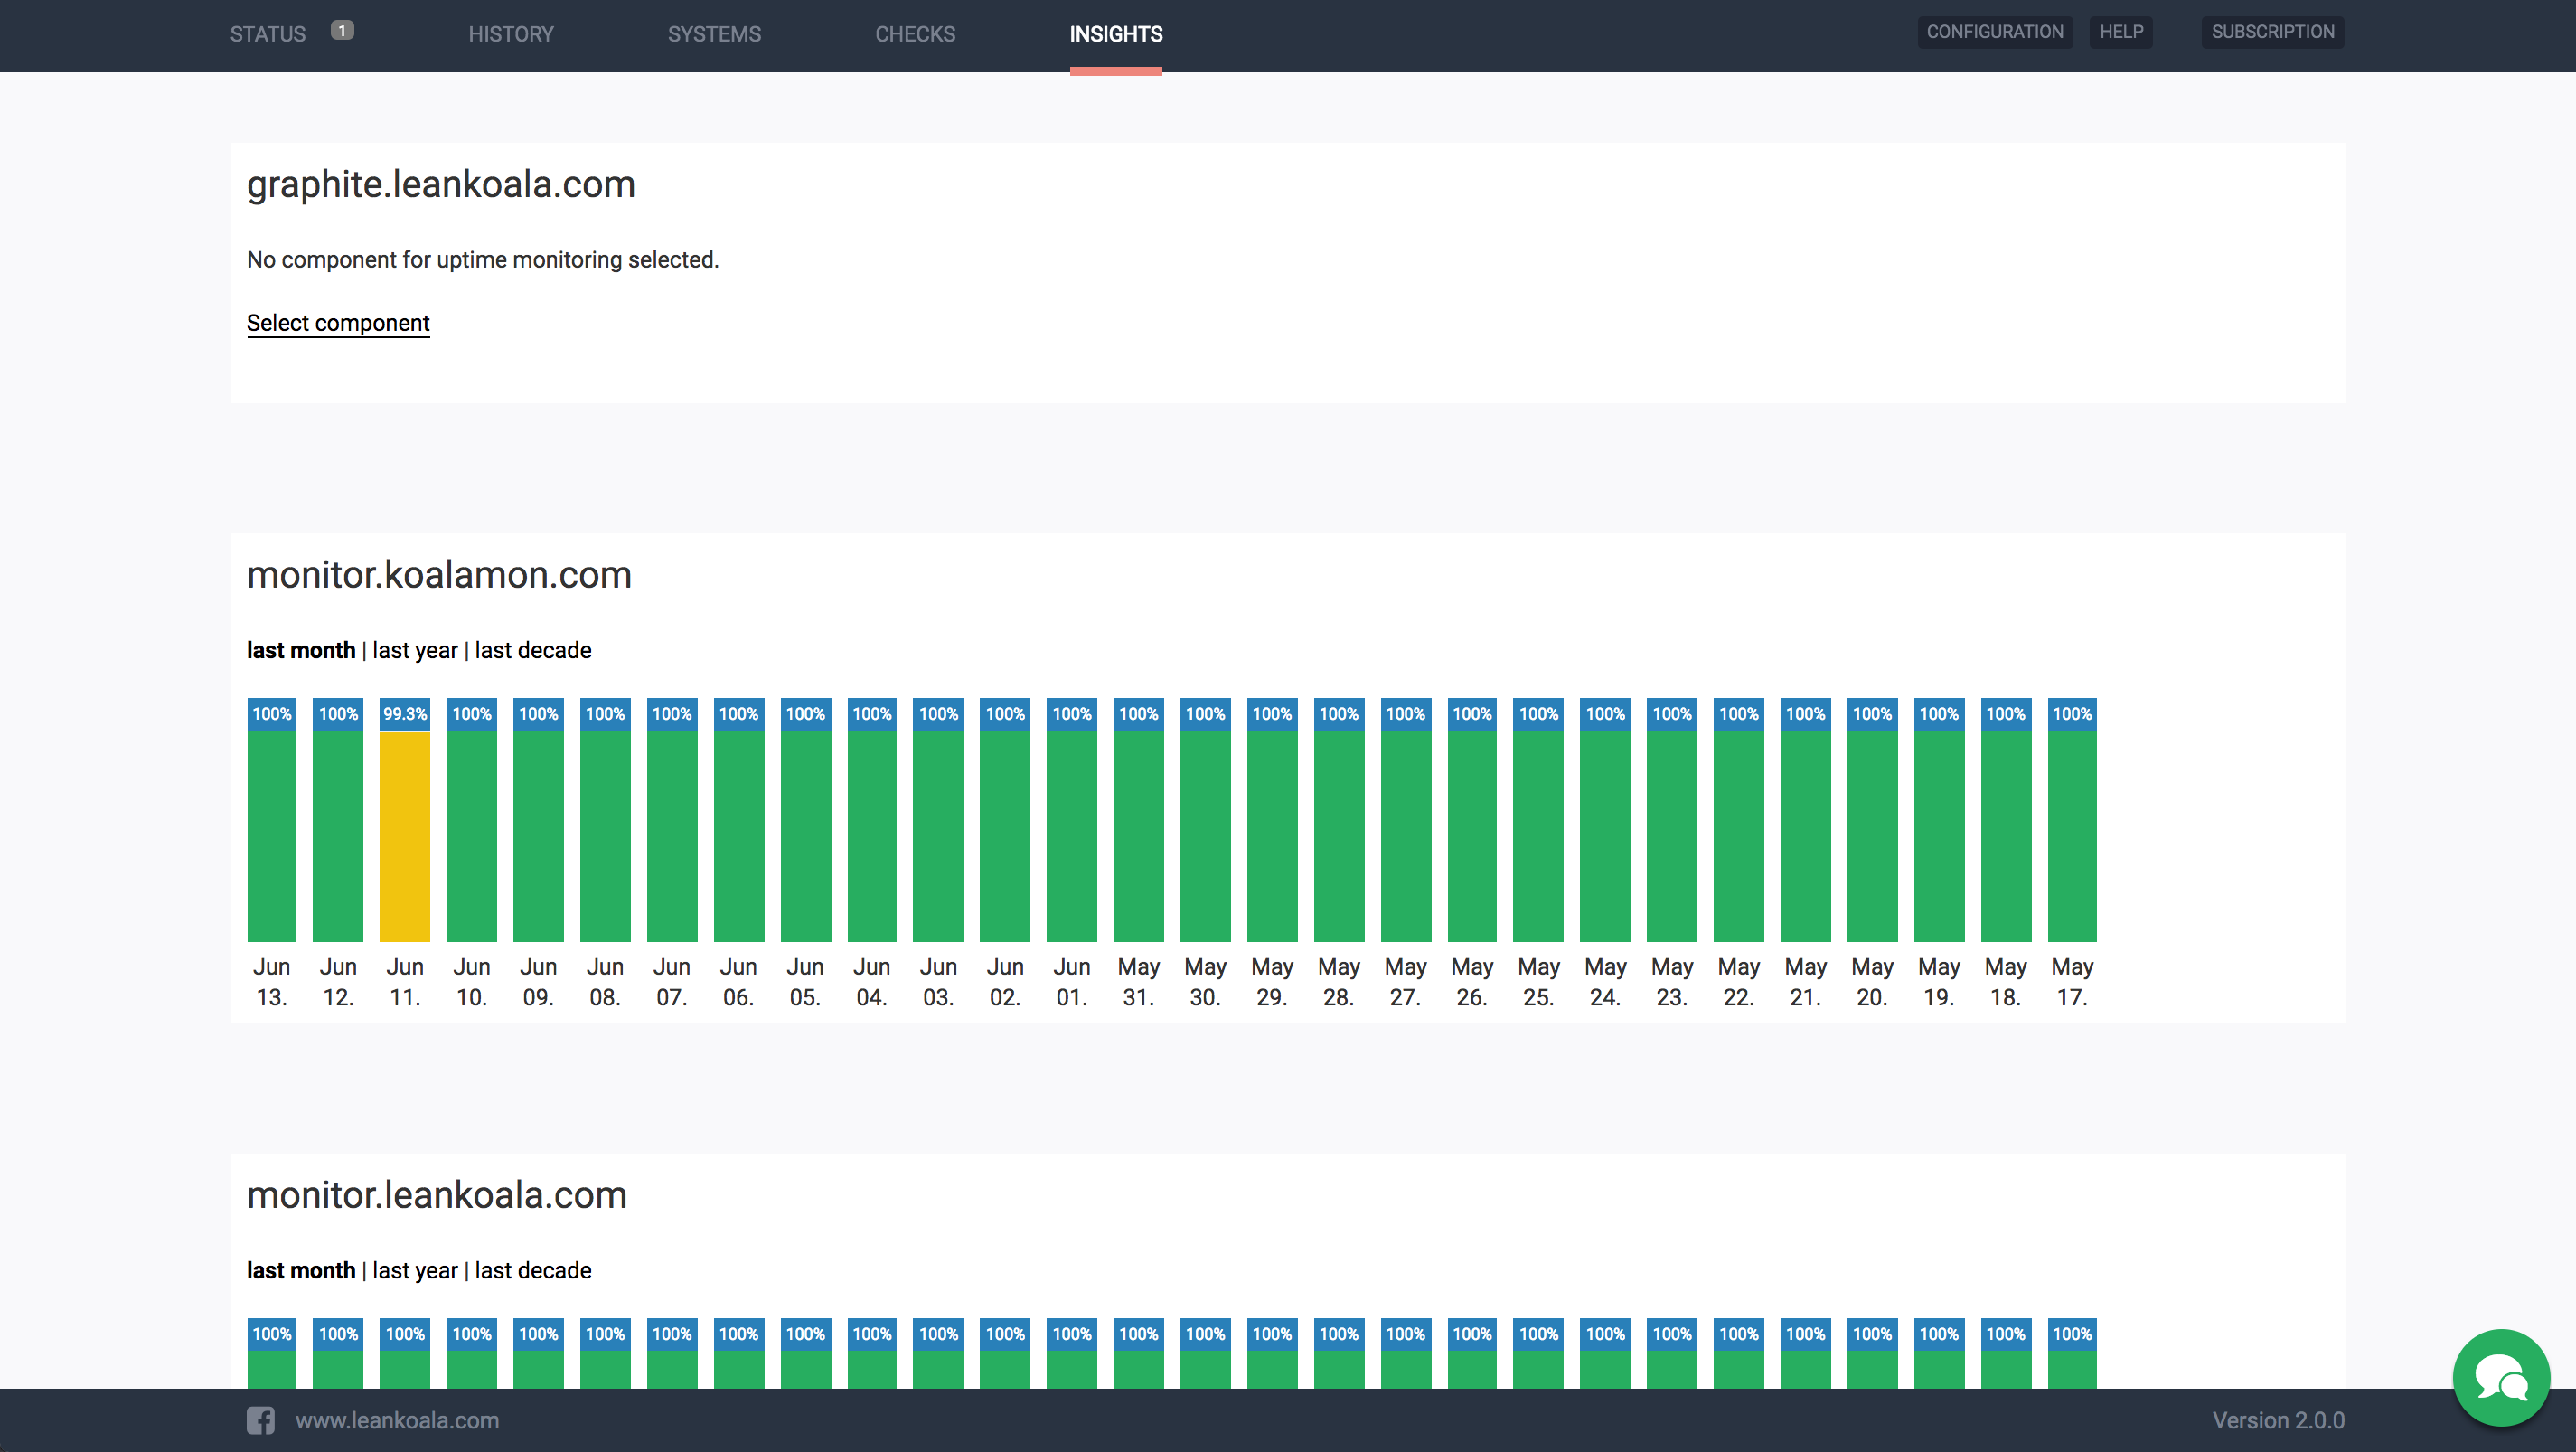 STATUS 1 HISTORY SYSTEMS CHECKS INSIGHTS CONFIGURATION HELP SUBSCRIPTION
graphite.leankoala.com
No component for uptime monitoring selected.
Select component
monitor.koalamon.com
last month | last year | last decade
100% 100% 99.3% 100% 100% 100% 100% 100% 100% 100% 100% 100% 100% 100% 100% 100% 100% 100% 100% 100% 100% 100% 100% 100% 100% 100% 100% 100%
Jun Jun Jun Jun Jun Jun Jun Jun Jun Jun Jun Jun Jun May May May May May May May May May May May May May May May
13. 12. 11. 10. 09. 08. 07. 06. 05. 04. 03. 02. 01. 31. 30. 29. 28. 27. 26. 25. 24. 23. 22. 21. 20. 19. 18. 17.
monitor.leankoala.com
last month | last year | last decade
100% 100% 100% 100% 100% 100% 100% 100% 100% 100% 100% 100% 100% 100% 100% 100% 100% 100% 100% 100% 100% 100% 100% 100% 100% 100% 100% 100%
www.leankoala.com Version 2.0.0